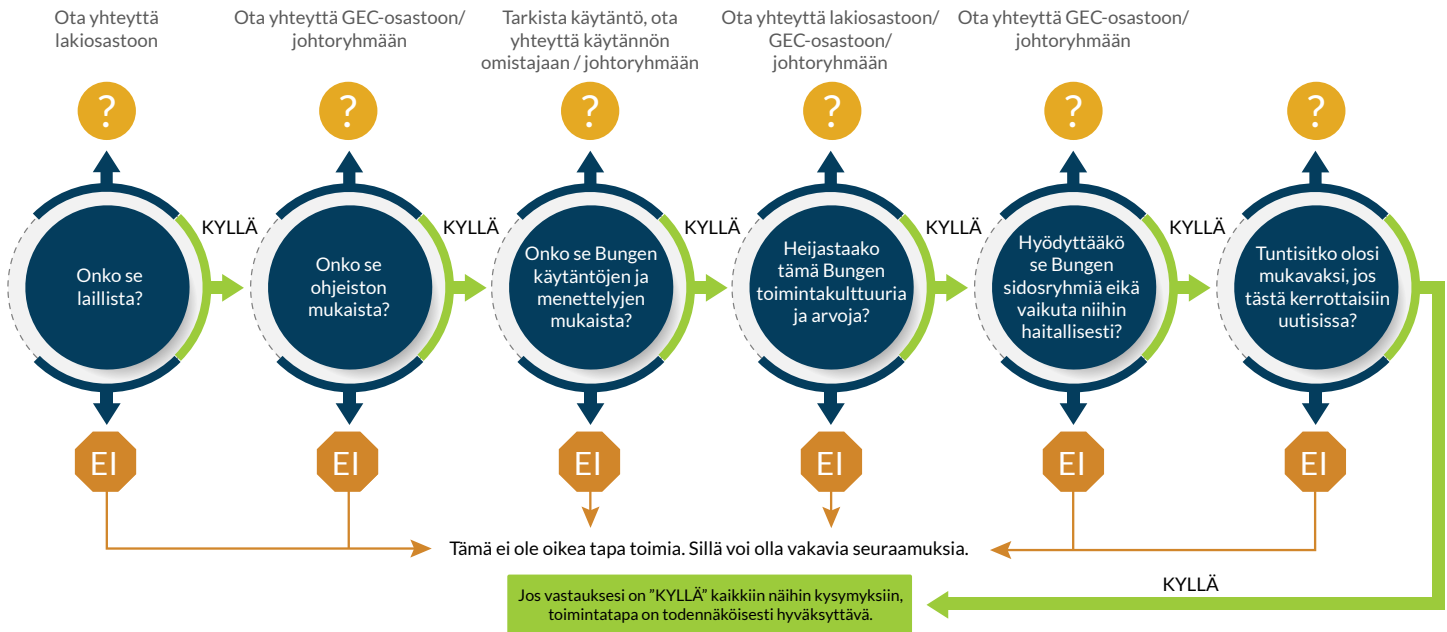 Ota yhteyttä
lakiosastoon
Ota yhteyttä GEC-osastoon/
johtoryhmään
Tarkista käytäntö, ota
yhteyttä käytännön
omistajaan / johtoryhmään
Ota yhteyttä lakiosastoon/
GEC-osastoon/
johtoryhmään
Ota yhteyttä GEC-osastoon/
johtoryhmään
?
?
?
?
?
?
Onko se
laillista?
KYLLÄ
Onko se
ohjeiston
mukaista?
KYLLÄ
Onko se Bungen
käytäntöjen ja
menettelyjen
mukaista?
KYLLÄ
Heijastaako
tämä Bungen
toimintakulttuuria
ja arvoja?
KYLLÄ
Hyödyttääkö
se Bungen
sidosryhmiä eikä
vaikuta niihin
haitallisesti?
KYLLÄ
Tuntisitko olosi
mukavaksi, jos
tästä kerrottaisiin
uutisissa?
EI
EI
EI
EI
EI
EI
Tämä ei ole oikea tapa toimia. Sillä voi olla vakavia seuraamuksia.
KYLLÄ
Jos vastauksesi on ”KYLLÄ” kaikkiin näihin kysymyksiin,
toimintatapa on todennäköisesti hyväksyttävä.